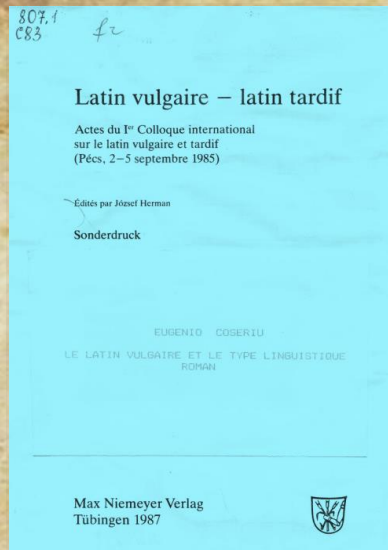 807.1
C83
Latin vulgaire – latin tardif
Actes du Iᵉʳ Colloque international
sur le latin vulgaire et tardif
(Pécs, 2–5 septembre 1985)
Édités par József Herman
Sonderdruck
EUGENIO COSERIU
LE LATIN VULGAIRE ET LE TYPE LINGUISTIQUE
ROMAN
Max Niemeyer Verlag
Tübingen 1987